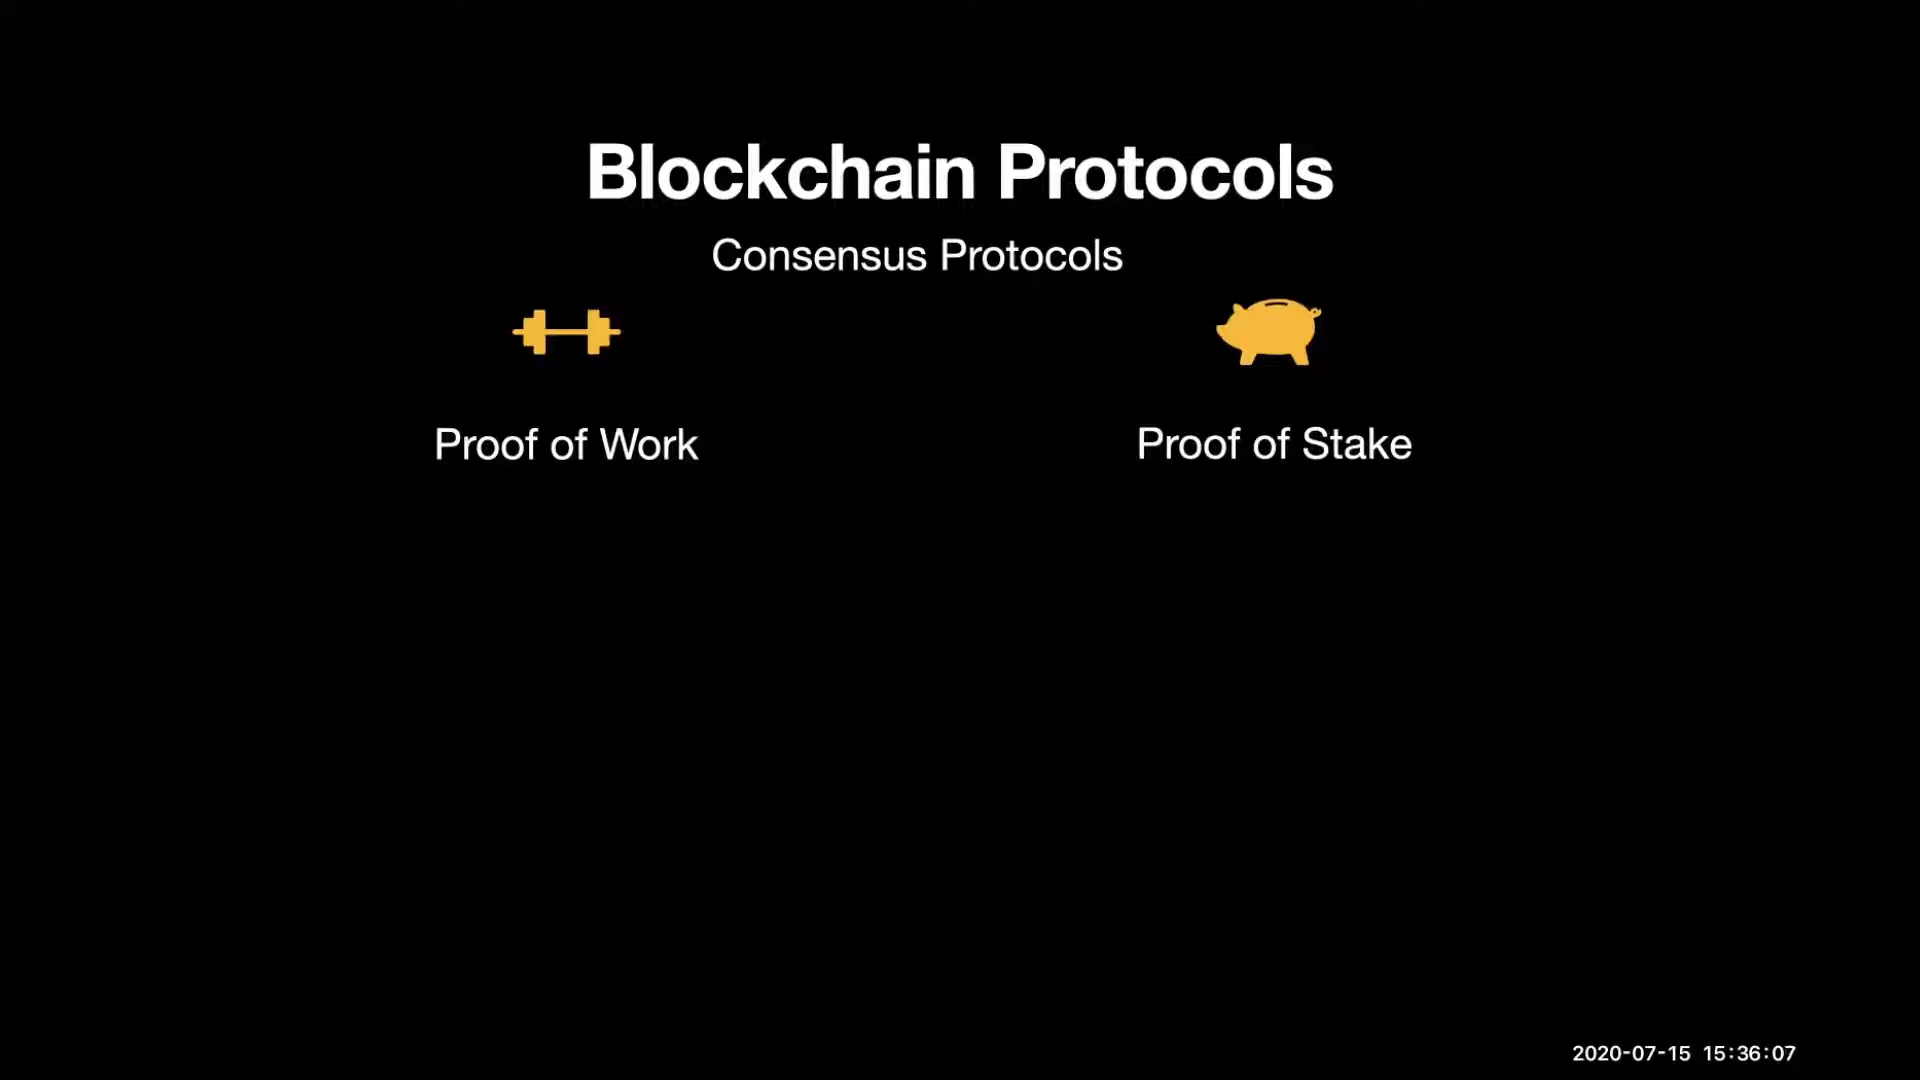 Blockchain Protocols
Consensus Protocols
Proof of Work
Proof of Stake
2020-07-15 15:36:07